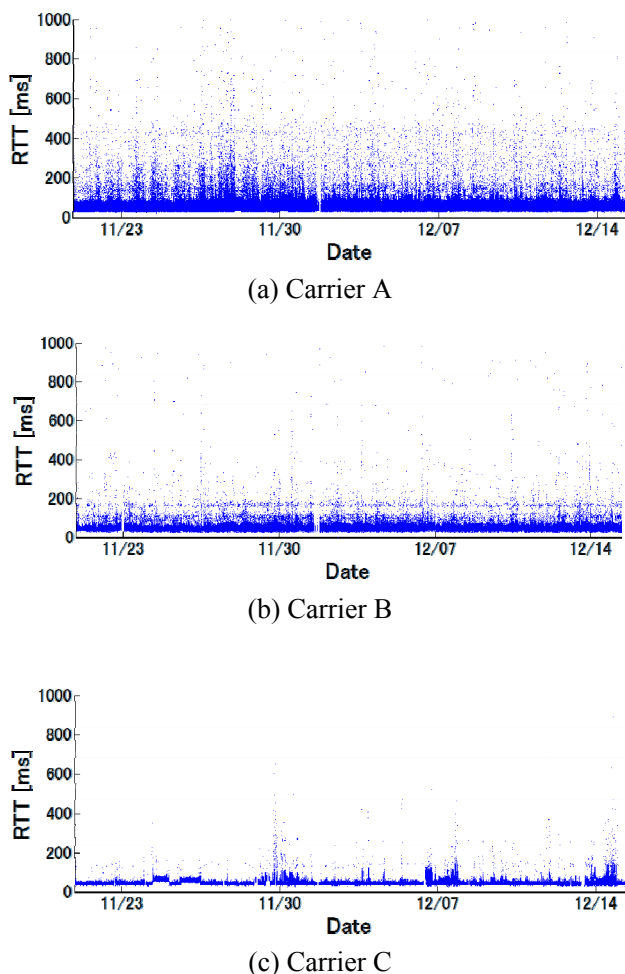 1000
800
600
400
200
0
RTT [ms]
11/23 11/30 12/07 12/14
Date
(a) Carrier A
1000
800
600
400
200
0
RTT [ms]
11/23 11/30 12/07 12/14
Date
(b) Carrier B
1000
800
600
400
200
0
RTT [ms]
11/23 11/30 12/07 12/14
Date
(c) Carrier C